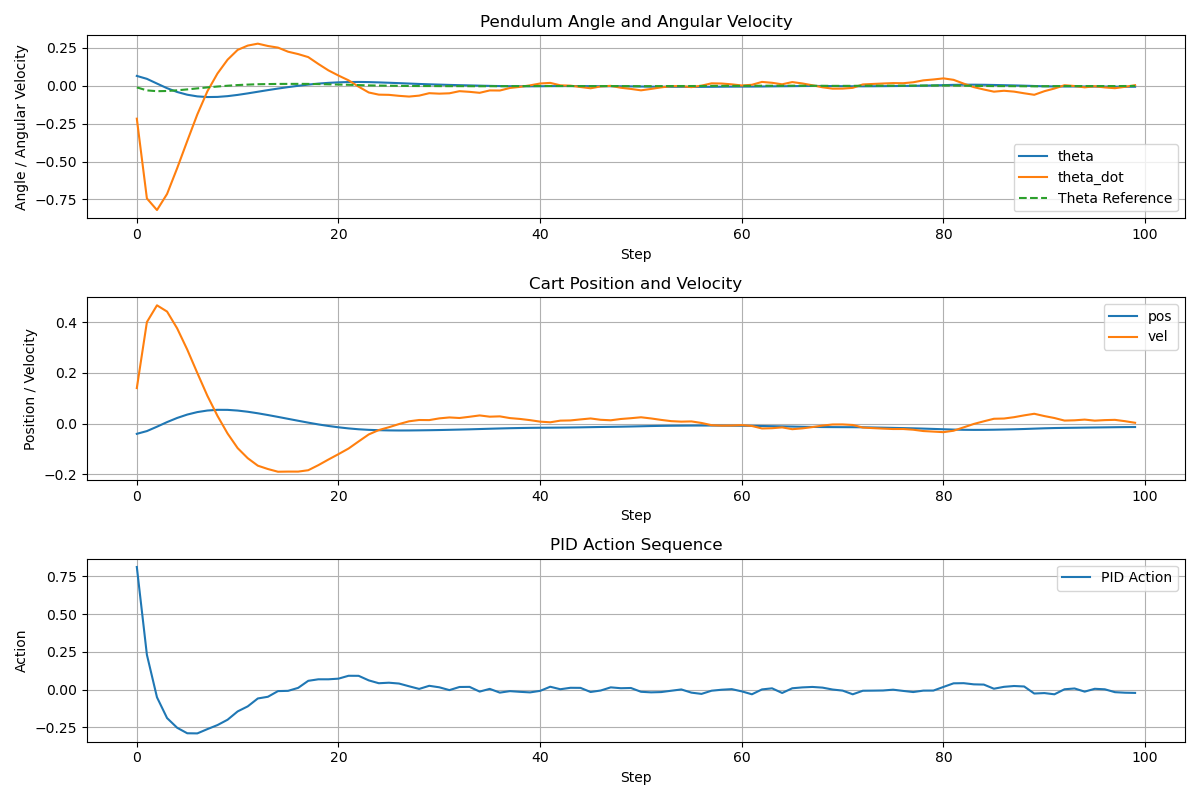 Pendulum Angle and Angular Velocity
Angle / Angular Velocity
0.25
0.00
−0.25
−0.50
−0.75
theta
theta_dot
Theta Reference
0 20 40 60 80 100
Step
Cart Position and Velocity
Position / Velocity
0.4
0.2
0.0
−0.2
pos
vel
0 20 40 60 80 100
Step
PID Action Sequence
Action
0.75
0.50
0.25
0.00
−0.25
PID Action
0 20 40 60 80 100
Step